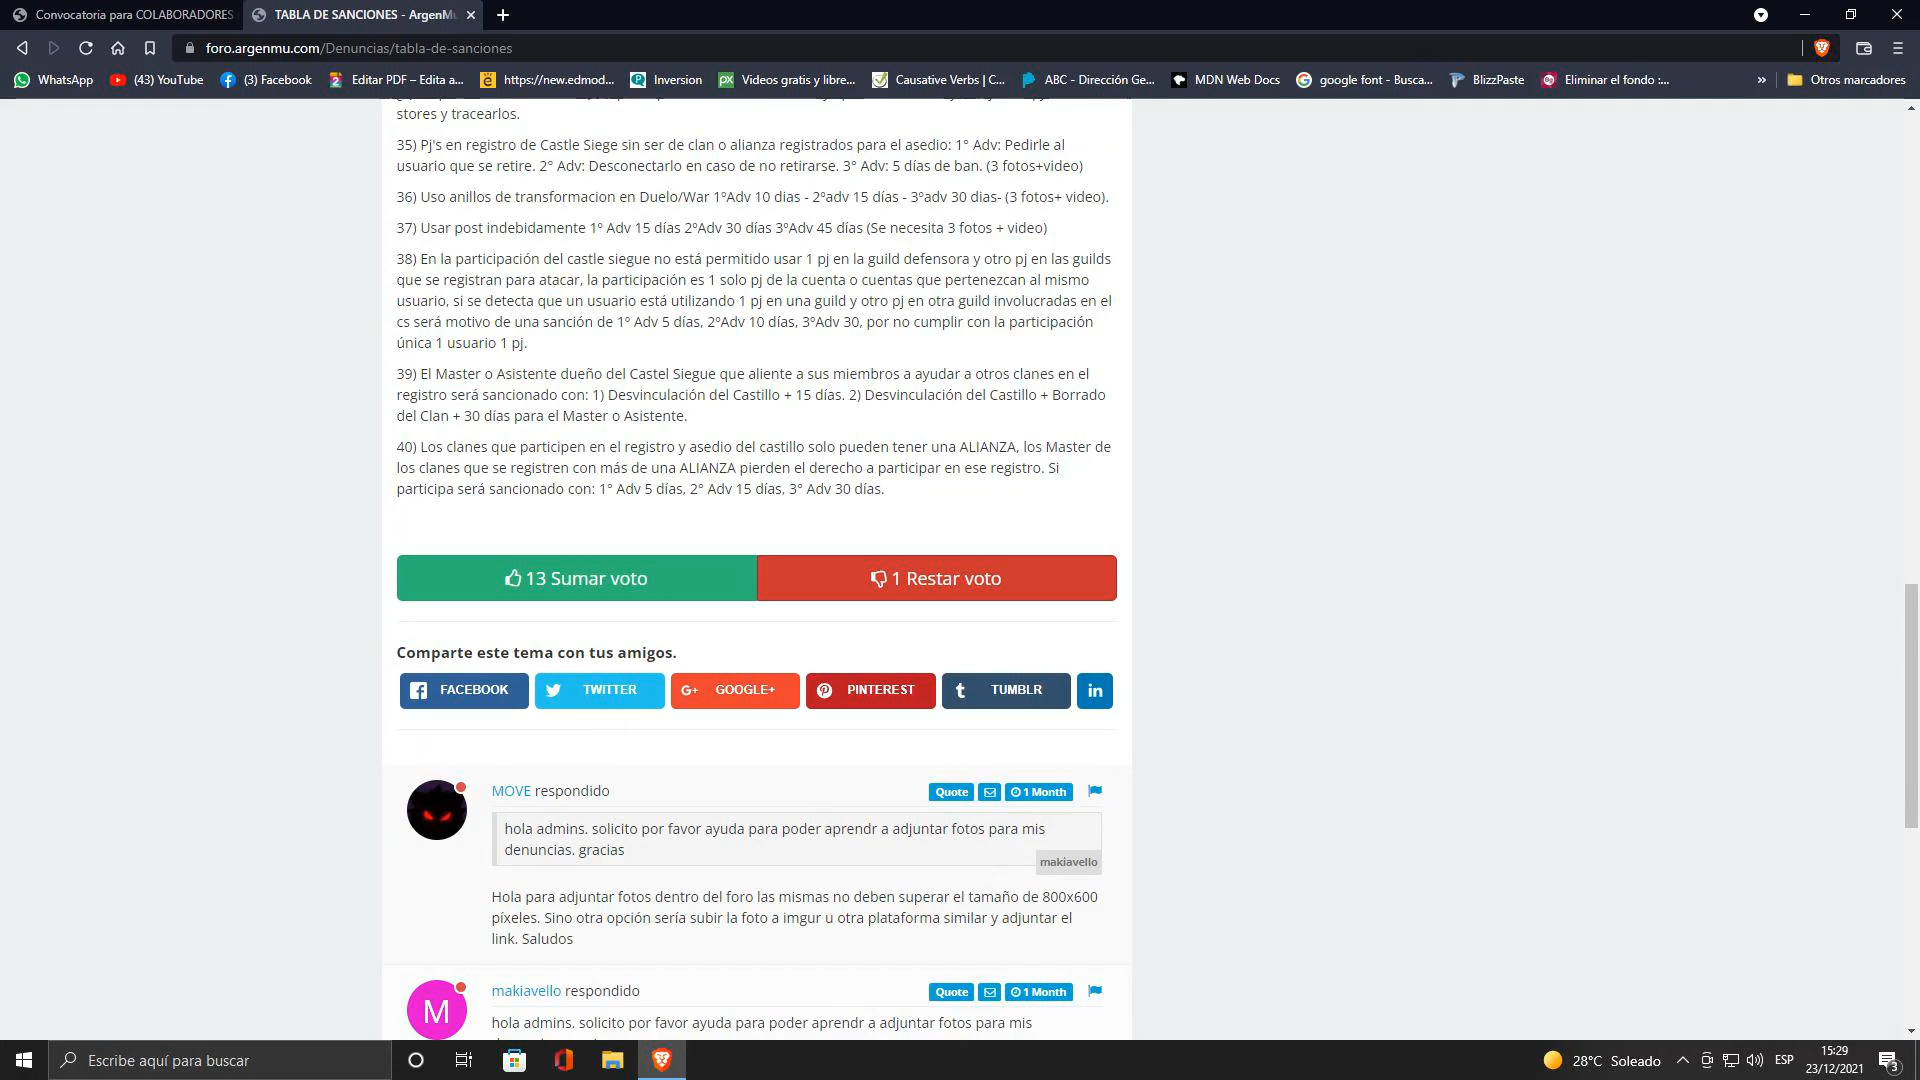 Convocatoria para COLABORADORES
TABLA DE SANCIONES - ArgenMu
foro.argenmu.com/Denuncias/tabla-de-sanciones
WhatsApp
(43) YouTube
(3) Facebook
Editar PDF – Edita a...
https://new.edmod...
Inversion
Videos gratis y libre...
Causative Verbs | C...
ABC - Dirección Ge...
MDN Web Docs
google font - Busca...
BlizzPaste
Eliminar el fondo :...
»
Otros marcadores
stores y tracearlos.
35) Pj's en registro de Castle Siege sin ser de clan o alianza registrados para el asedio: 1° Adv: Pedirle al
usuario que se retire. 2° Adv: Desconectarlo en caso de no retirarse. 3° Adv: 5 días de ban. (3 fotos+video)
36) Uso anillos de transformacion en Duelo/War 1ºAdv 10 dias - 2ºadv 15 días - 3ºadv 30 dias- (3 fotos+ video).
37) Usar post indebidamente 1º Adv 15 días 2ºAdv 30 días 3ºAdv 45 días (Se necesita 3 fotos + video)
38) En la participación del castle siegue no está permitido usar 1 pj en la guild defensora y otro pj en las guilds
que se registran para atacar, la participación es 1 solo pj de la cuenta o cuentas que pertenezcan al mismo
usuario, si se detecta que un usuario está utilizando 1 pj en una guild y otro pj en otra guild involucradas en el
cs será motivo de una sanción de 1º Adv 5 días, 2ºAdv 10 días, 3ºAdv 30, por no cumplir con la participación
única 1 usuario 1 pj.
39) El Master o Asistente dueño del Castel Siegue que aliente a sus miembros a ayudar a otros clanes en el
registro será sancionado con: 1) Desvinculación del Castillo + 15 días. 2) Desvinculación del Castillo + Borrado
del Clan + 30 días para el Master o Asistente.
40) Los clanes que participen en el registro y asedio del castillo solo pueden tener una ALIANZA, los Master de
los clanes que se registren con más de una ALIANZA pierden el derecho a participar en ese registro. Si
participa será sancionado con: 1° Adv 5 días, 2° Adv 15 días, 3° Adv 30 días.
13 Sumar voto
1 Restar voto
Comparte este tema con tus amigos.
FACEBOOK
TWITTER
GOOGLE+
PINTEREST
TUMBLR
in
MOVE respondido
Quote
1 Month
hola admins. solicito por favor ayuda para poder aprendr a adjuntar fotos para mis
denuncias. gracias
makiavello
Hola para adjuntar fotos dentro del foro las mismas no deben superar el tamaño de 800x600
píxeles. Sino otra opción sería subir la foto a imgur u otra plataforma similar y adjuntar el
link. Saludos
M
makiavello respondido
Quote
1 Month
hola admins. solicito por favor ayuda para poder aprendr a adjuntar fotos para mis
Escribe aquí para buscar
28°C Soleado
ESP
15:29
23/12/2021
3